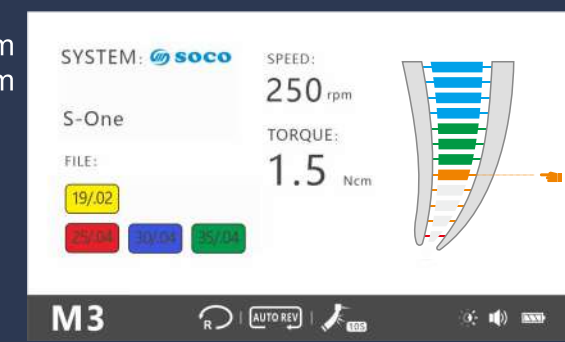 m
m
SYSTEM: soco
S-One
FILE:
19/.02
25/.04 30/.04 35/.04
SPEED:
250 rpm
TORQUE:
1.5 Ncm
M3
R
AUTO REV
10S